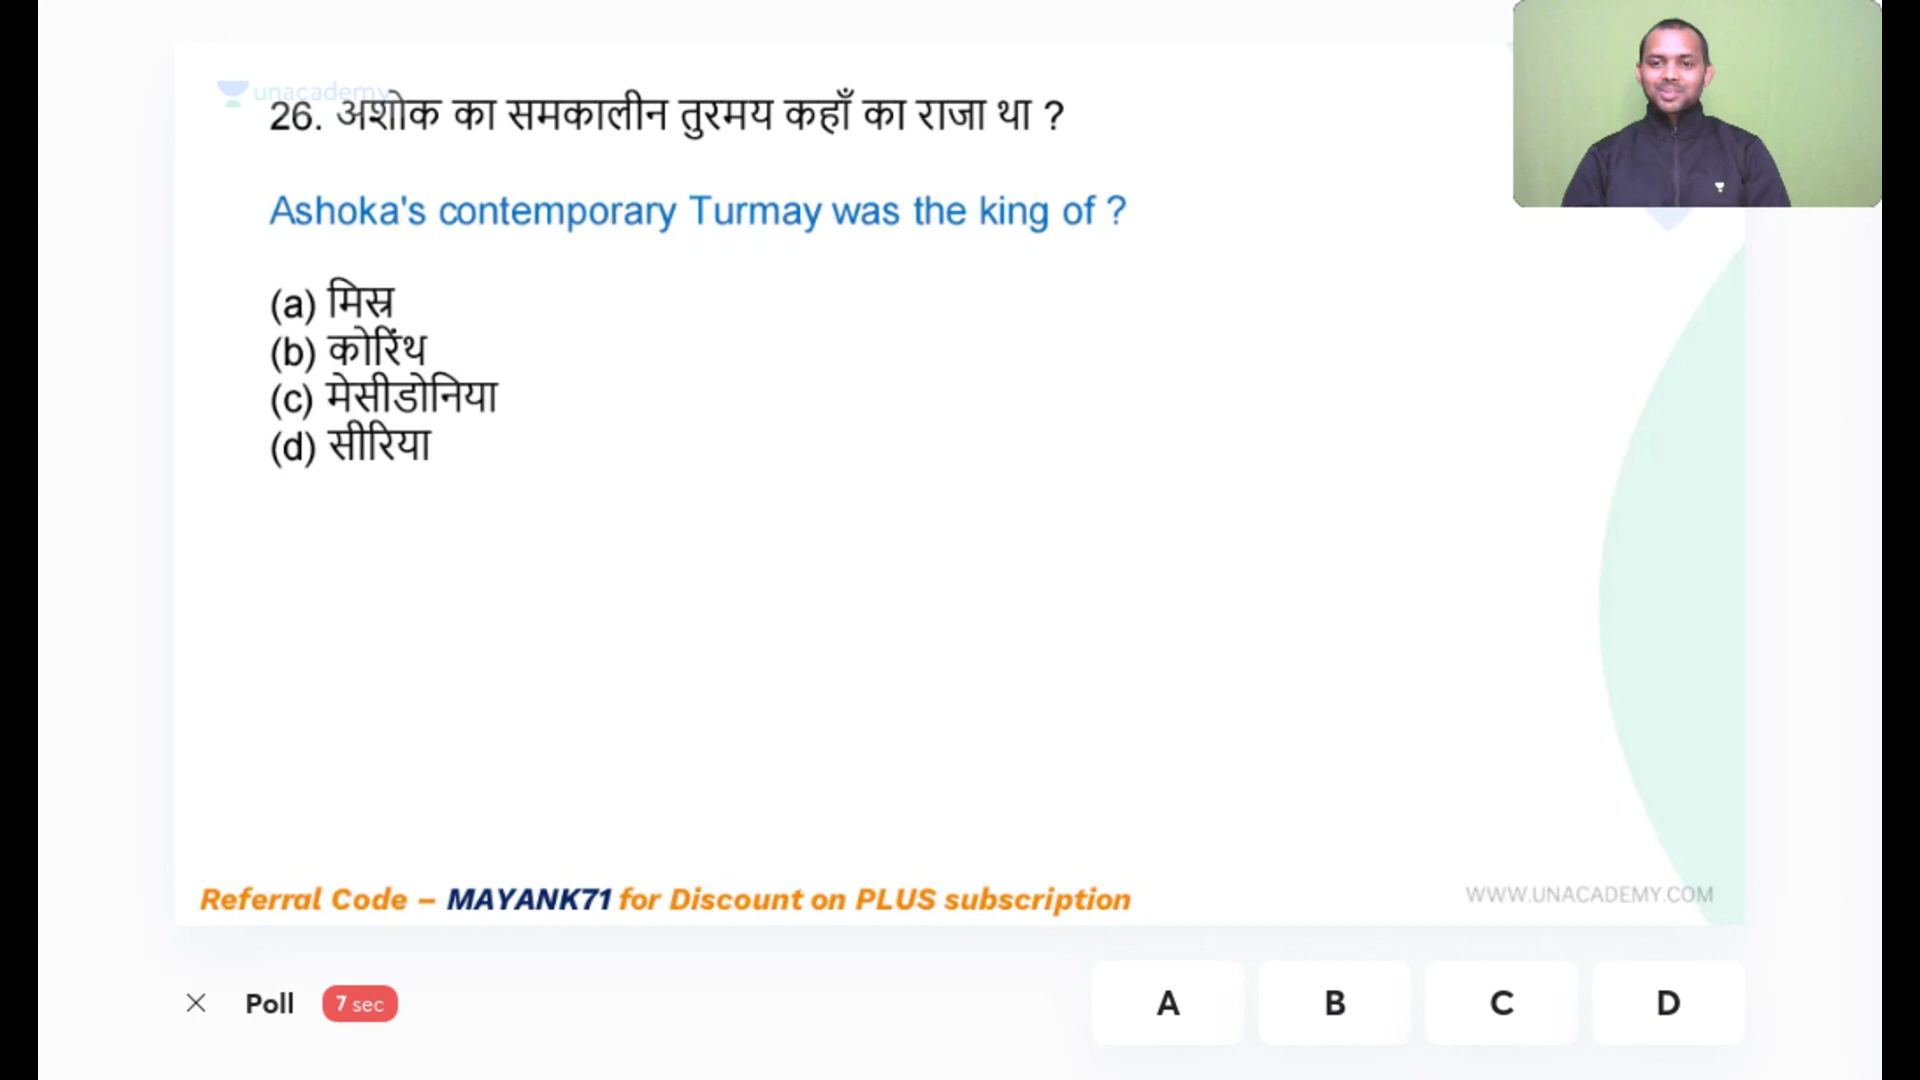 unacademy
26. अशोक का समकालीन तुरमय कहाँ का राजा था ?
Ashoka's contemporary Turmay was the king of ?
(a) मिस्र
(b) कोरिंथ
(c) मेसीडोनिया
(d) सीरिया
Referral Code – MAYANK71 for Discount on PLUS subscription
WWW.UNACADEMY.COM
Poll 7 sec A B C D